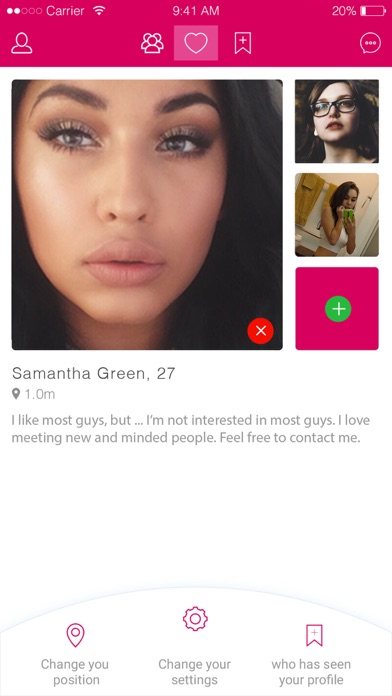 Carrier 9:41 AM 20%
Samantha Green, 27
1.0m
I like most guys, but ... I’m not interested in most guys. I love
meeting new and minded people. Feel free to contact me.
Change you
position
Change your
settings
who has seen
your profile